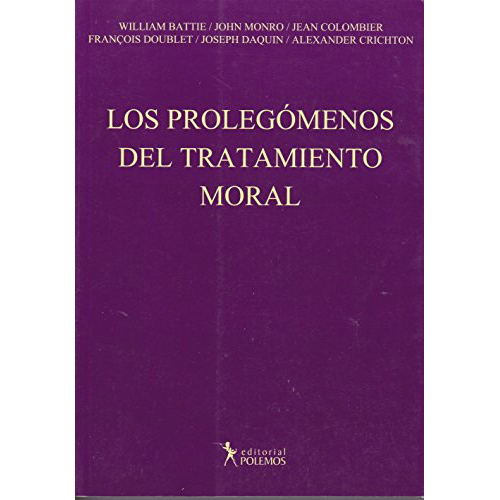 WILLIAM BATTIE / JOHN MONRO / JEAN COLOMBIER
FRANÇOIS DOUBLET / JOSEPH DAQUIN / ALEXANDER CRICHTON
LOS PROLEGÓMENOS
DEL TRATAMIENTO
MORAL
editorial
POLEMOS